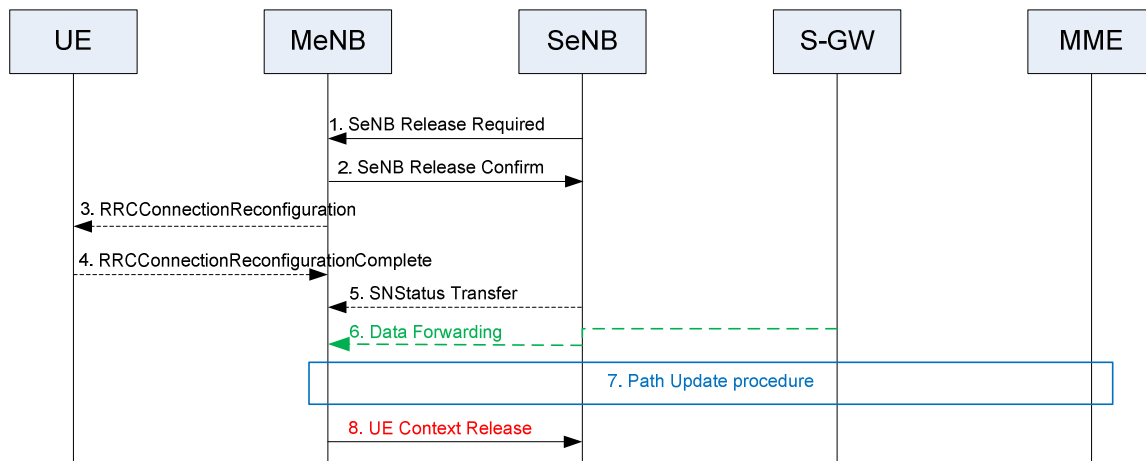 UE
MeNB
SeNB
S-GW
MME
1. SeNB Release Required
2. SeNB Release Confirm
3. RRCConnectionReconfiguration
4. RRCConnectionReconfigurationComplete
5. SNStatus Transfer
6. Data Forwarding
7. Path Update procedure
8. UE Context Release